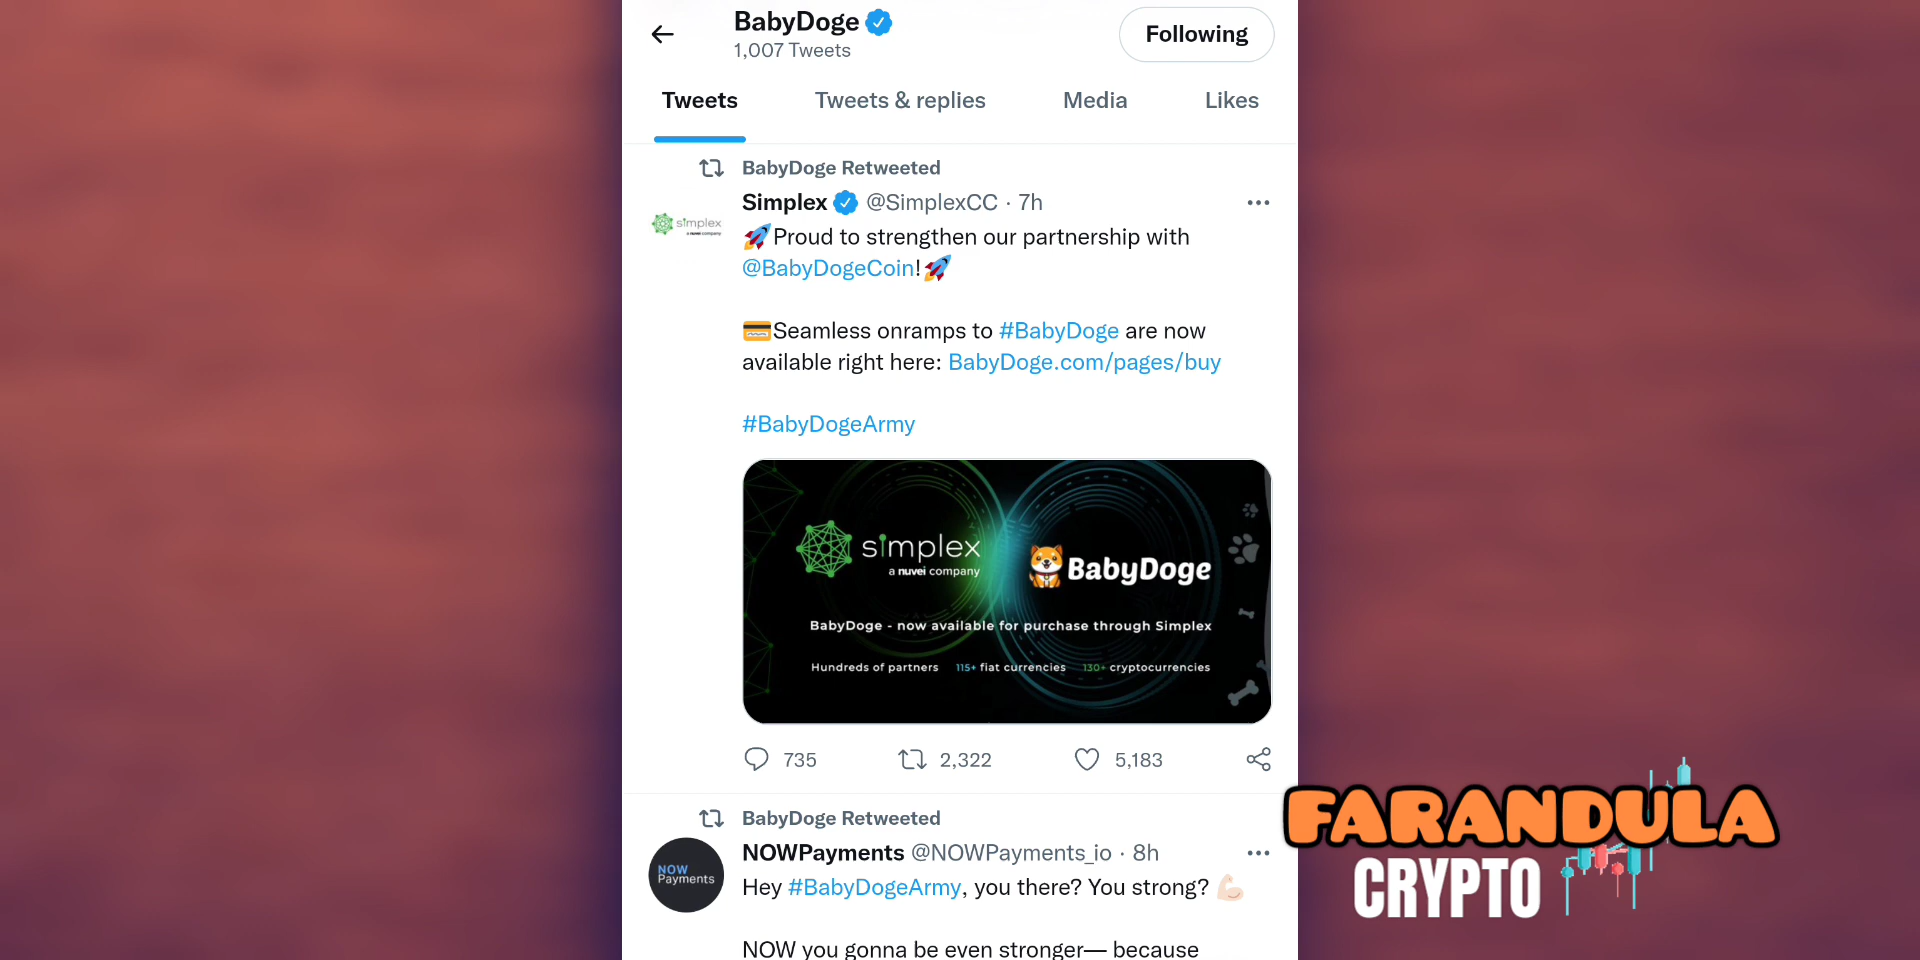 BabyDoge
1,007 Tweets
Following
Tweets
Tweets & replies
Media
Likes
BabyDoge Retweeted
Simplex @SimplexCC · 7h
simplex
a nuvei company
🚀Proud to strengthen our partnership with
@BabyDogeCoin!🚀
💳Seamless onramps to #BabyDoge are now
available right here: BabyDoge.com/pages/buy
#BabyDogeArmy
simplex
a nuvei company
BabyDoge
BabyDoge - now available for purchase through Simplex
Hundreds of partners 115+ fiat currencies 130+ cryptocurrencies
735
2,322
5,183
BabyDoge Retweeted
NOWPayments @NOWPayments_io · 8h
NOW
Payments
Hey #BabyDogeArmy, you there? You strong? 💪🏻
NOW you gonna be even stronger— because
FARANDULA
CRYPTO